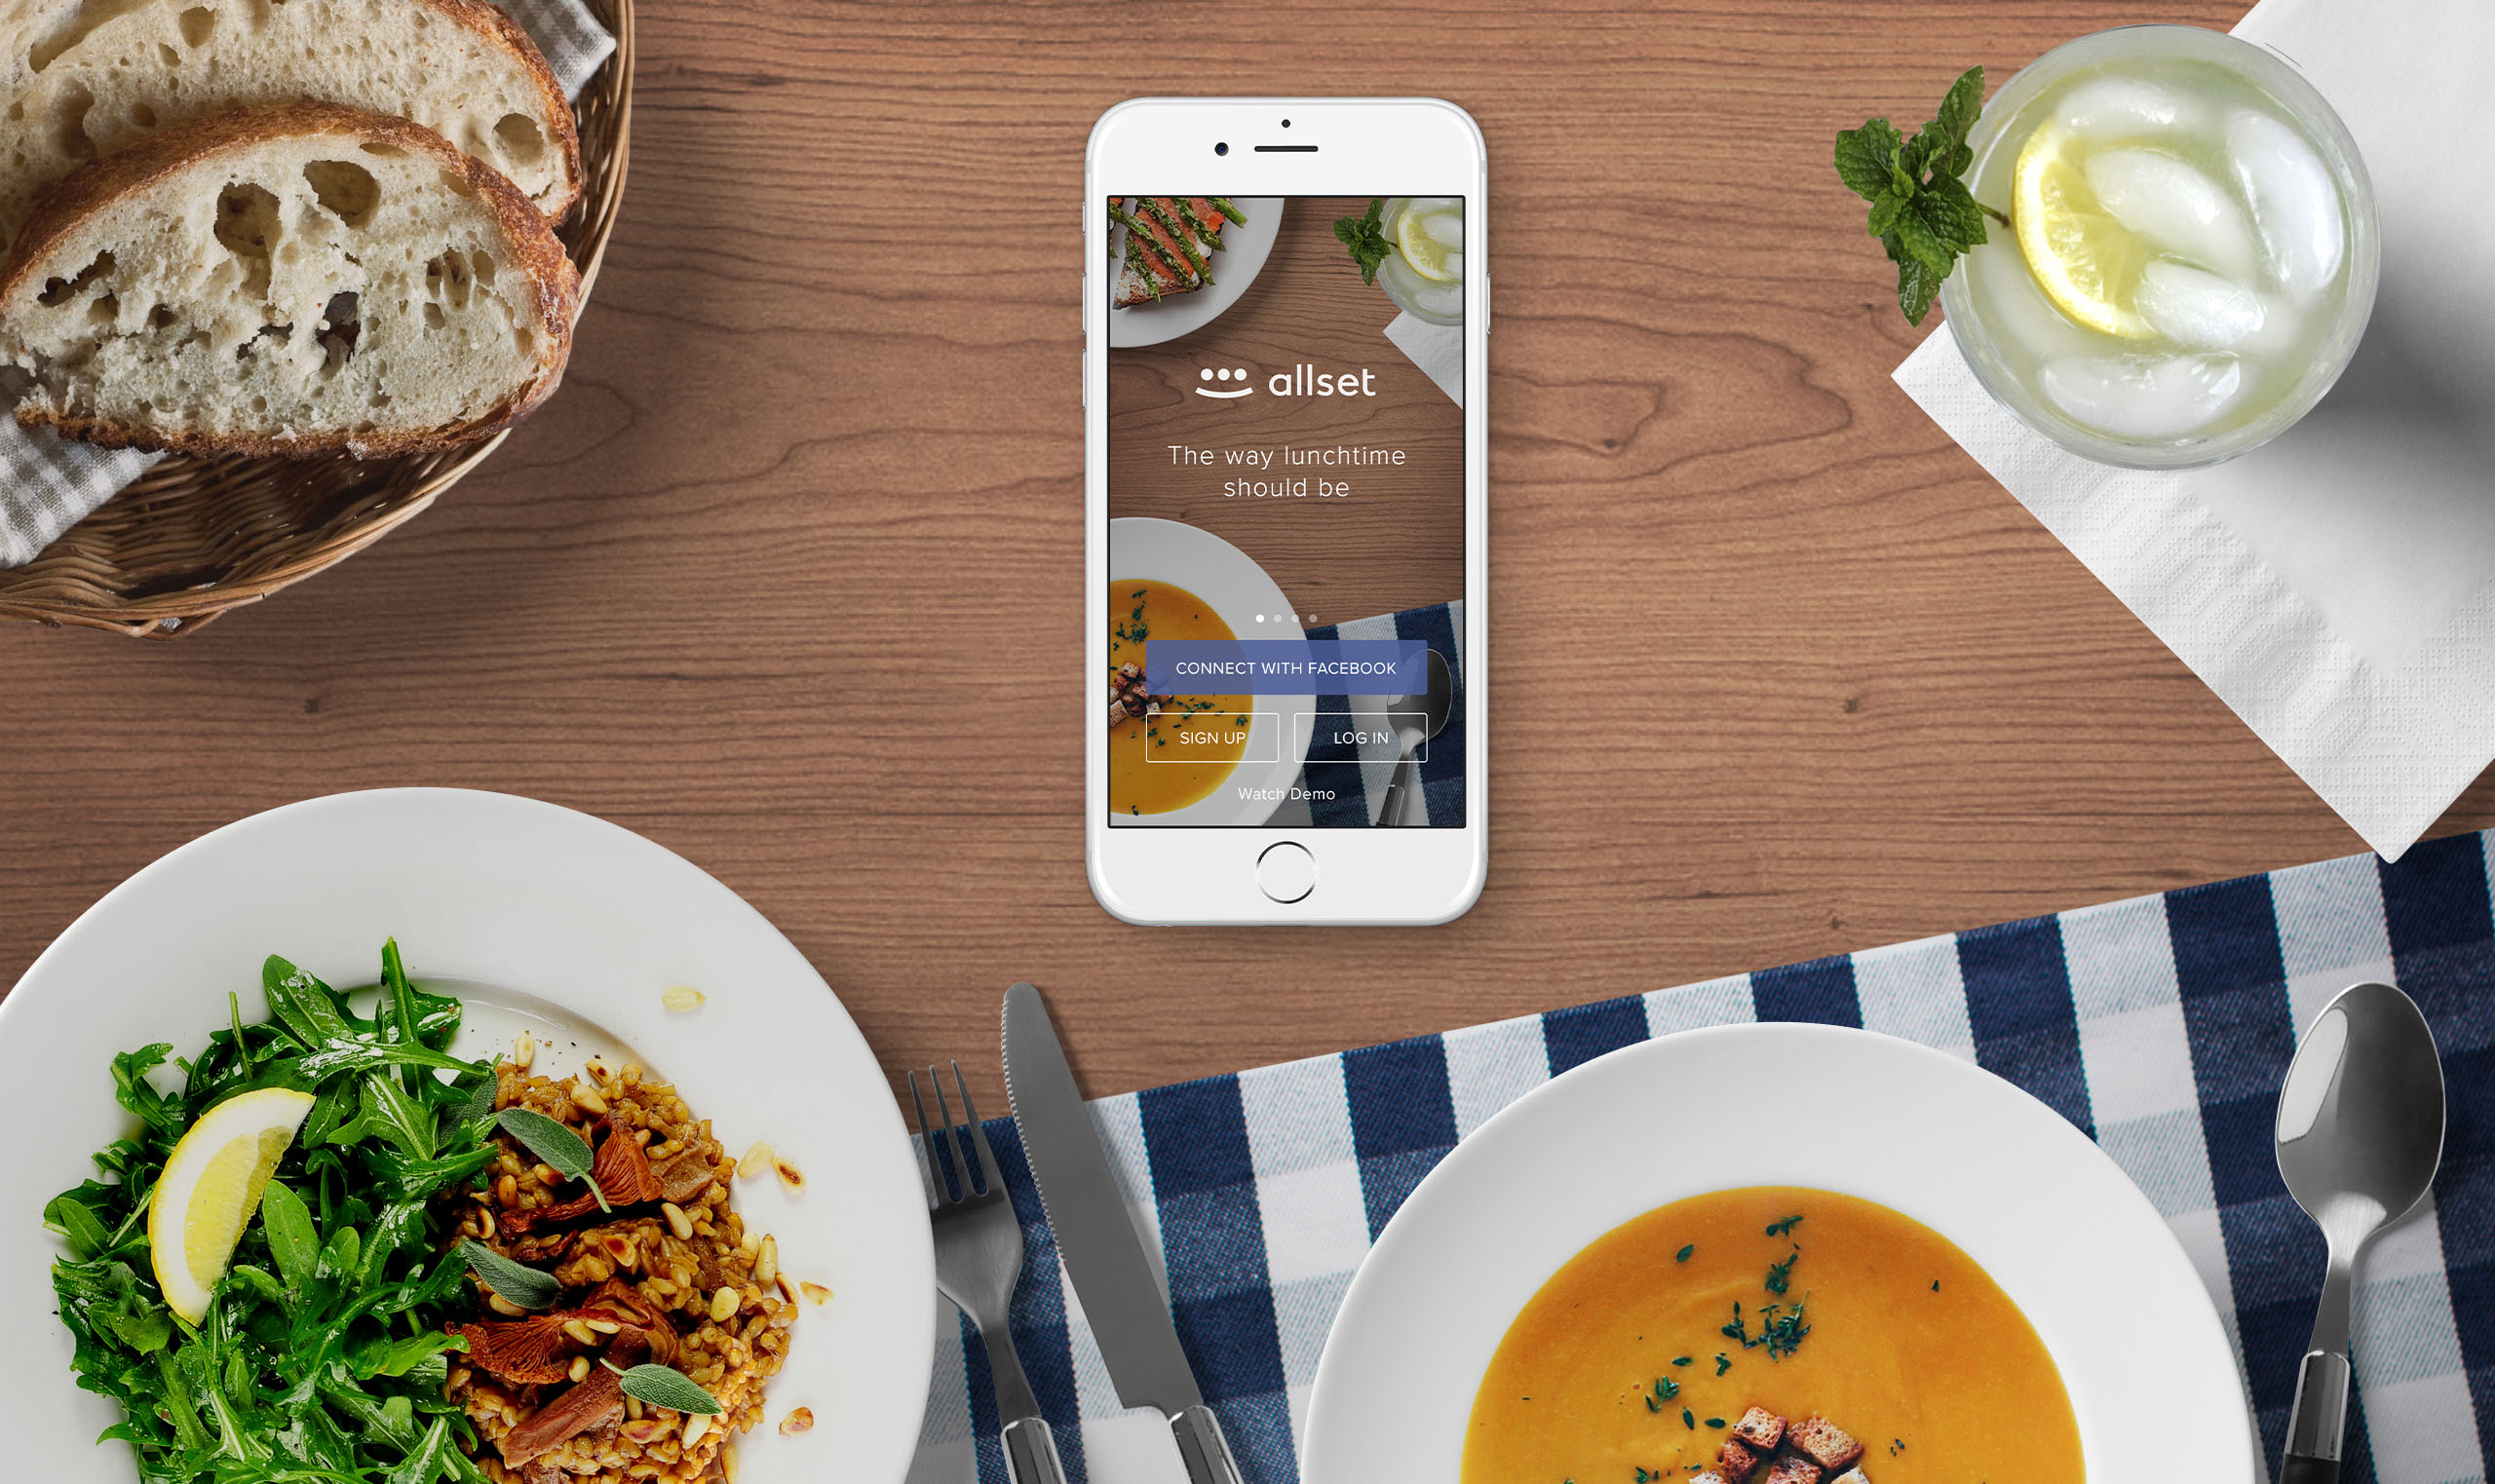 allset
The way lunchtime
should be
CONNECT WITH FACEBOOK
SIGN UP
LOG IN
Watch Demo